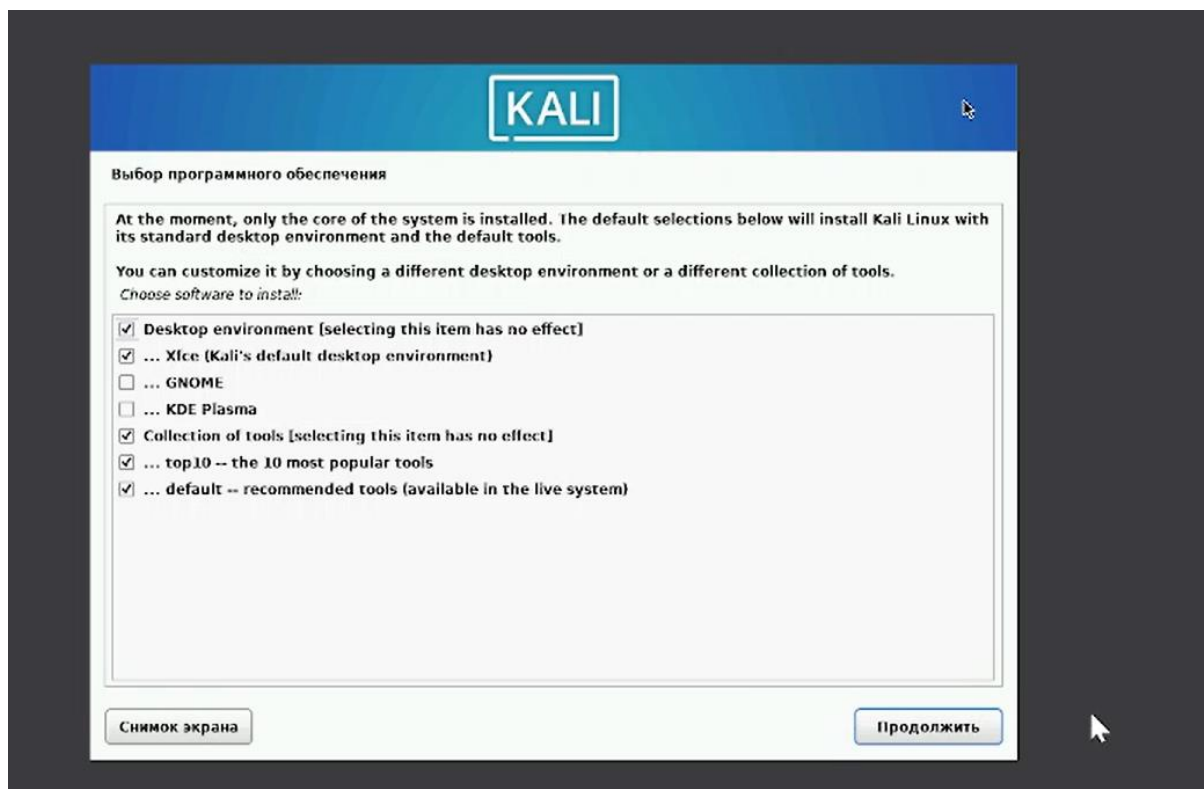 KALI
Выбор программного обеспечения
At the moment, only the core of the system is installed. The default selections below will install Kali Linux with
its standard desktop environment and the default tools.
You can customize it by choosing a different desktop environment or a different collection of tools.
Choose software to install:
Desktop environment [selecting this item has no effect]
... Xfce (Kali's default desktop environment)
... GNOME
... KDE Plasma
Collection of tools [selecting this item has no effect]
... top10 -- the 10 most popular tools
... default -- recommended tools (available in the live system)
Снимок экрана
Продолжить